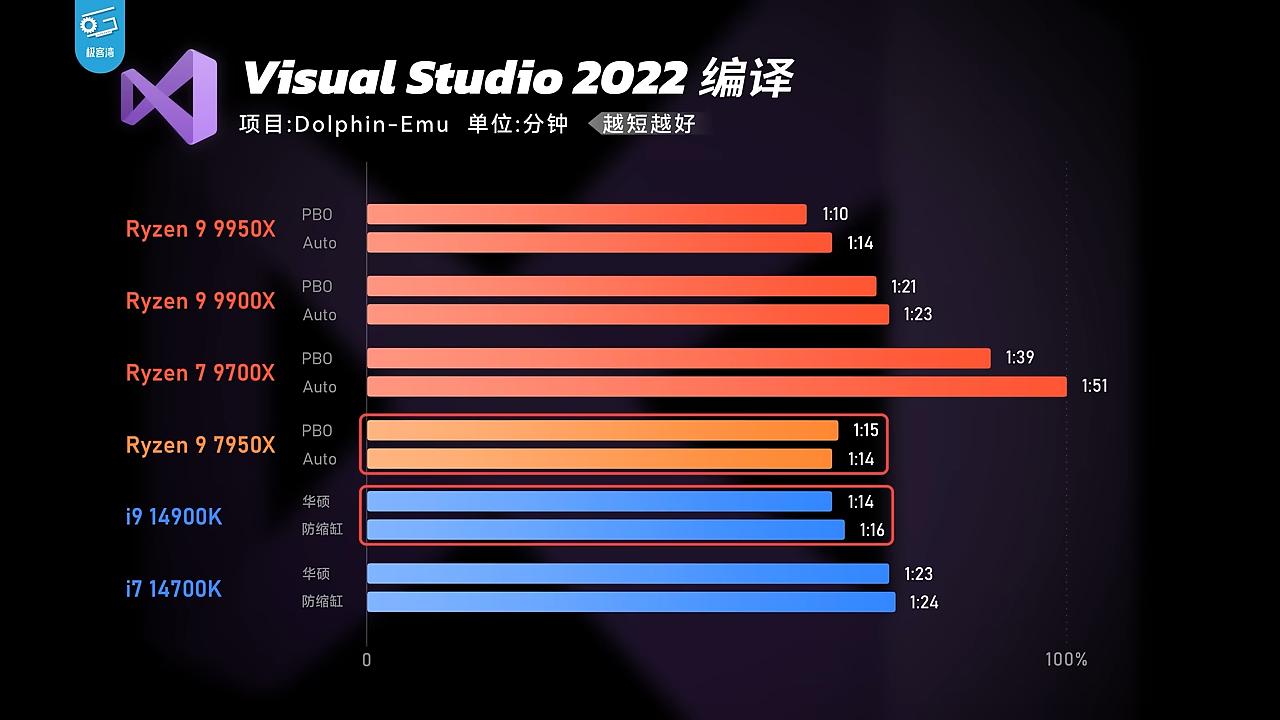 极客湾
Visual Studio 2022 编译
项目:Dolphin-Emu 单位:分钟 越短越好
Ryzen 9 9950X
PBO 1:10
Auto 1:14
Ryzen 9 9900X
PBO 1:21
Auto 1:23
Ryzen 7 9700X
PBO 1:39
Auto 1:51
Ryzen 9 7950X
PBO 1:15
Auto 1:14
i9 14900K
华硕 1:14
防缩缸 1:16
i7 14700K
华硕 1:23
防缩缸 1:24
0 100%